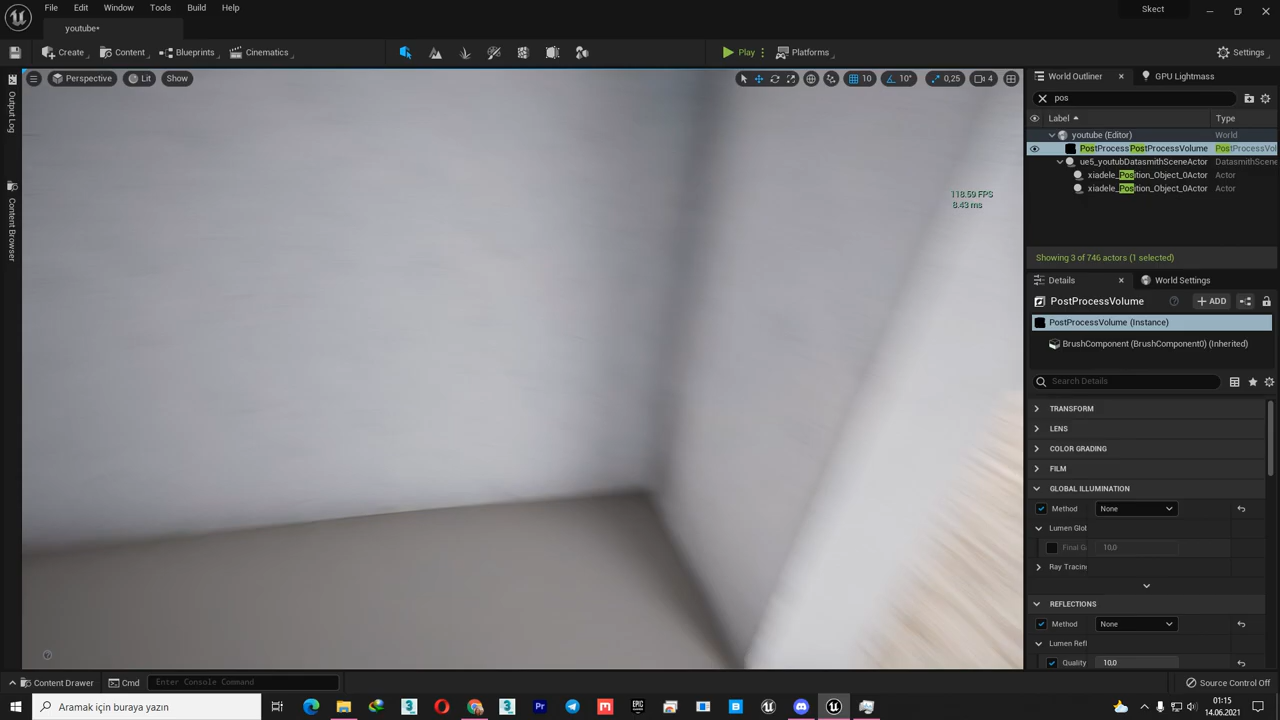 File Edit Window Tools Build Help
Skect
youtube*
Create Content Blueprints Cinematics Play Platforms Settings
Perspective Lit Show
10 10° 0,25 4
World Outliner GPU Lightmass
Output Log
Content Browser
pos
Label Type
youtube (Editor) World
PostProcess PostProcessVolume PostProcessVol
ue5_youtubDatasmithSceneActor DatasmithScene
xiadele_Position_Object_0Actor Actor
xiadele_Position_Object_0Actor Actor
118.59 FPS
8.43 ms
Showing 3 of 746 actors (1 selected)
Details World Settings
PostProcessVolume ADD
PostProcessVolume (Instance)
BrushComponent (BrushComponent0) (Inherited)
Search Details
TRANSFORM
LENS
COLOR GRADING
FILM
GLOBAL ILLUMINATION
Method None
Lumen Glol
Final G 10,0
Ray Tracin
REFLECTIONS
Method None
Lumen Refl
Quality 10,0
Content Drawer Cmd Enter Console Command Source Control Off
Aramak için buraya yazın
01:15
14.06.2021